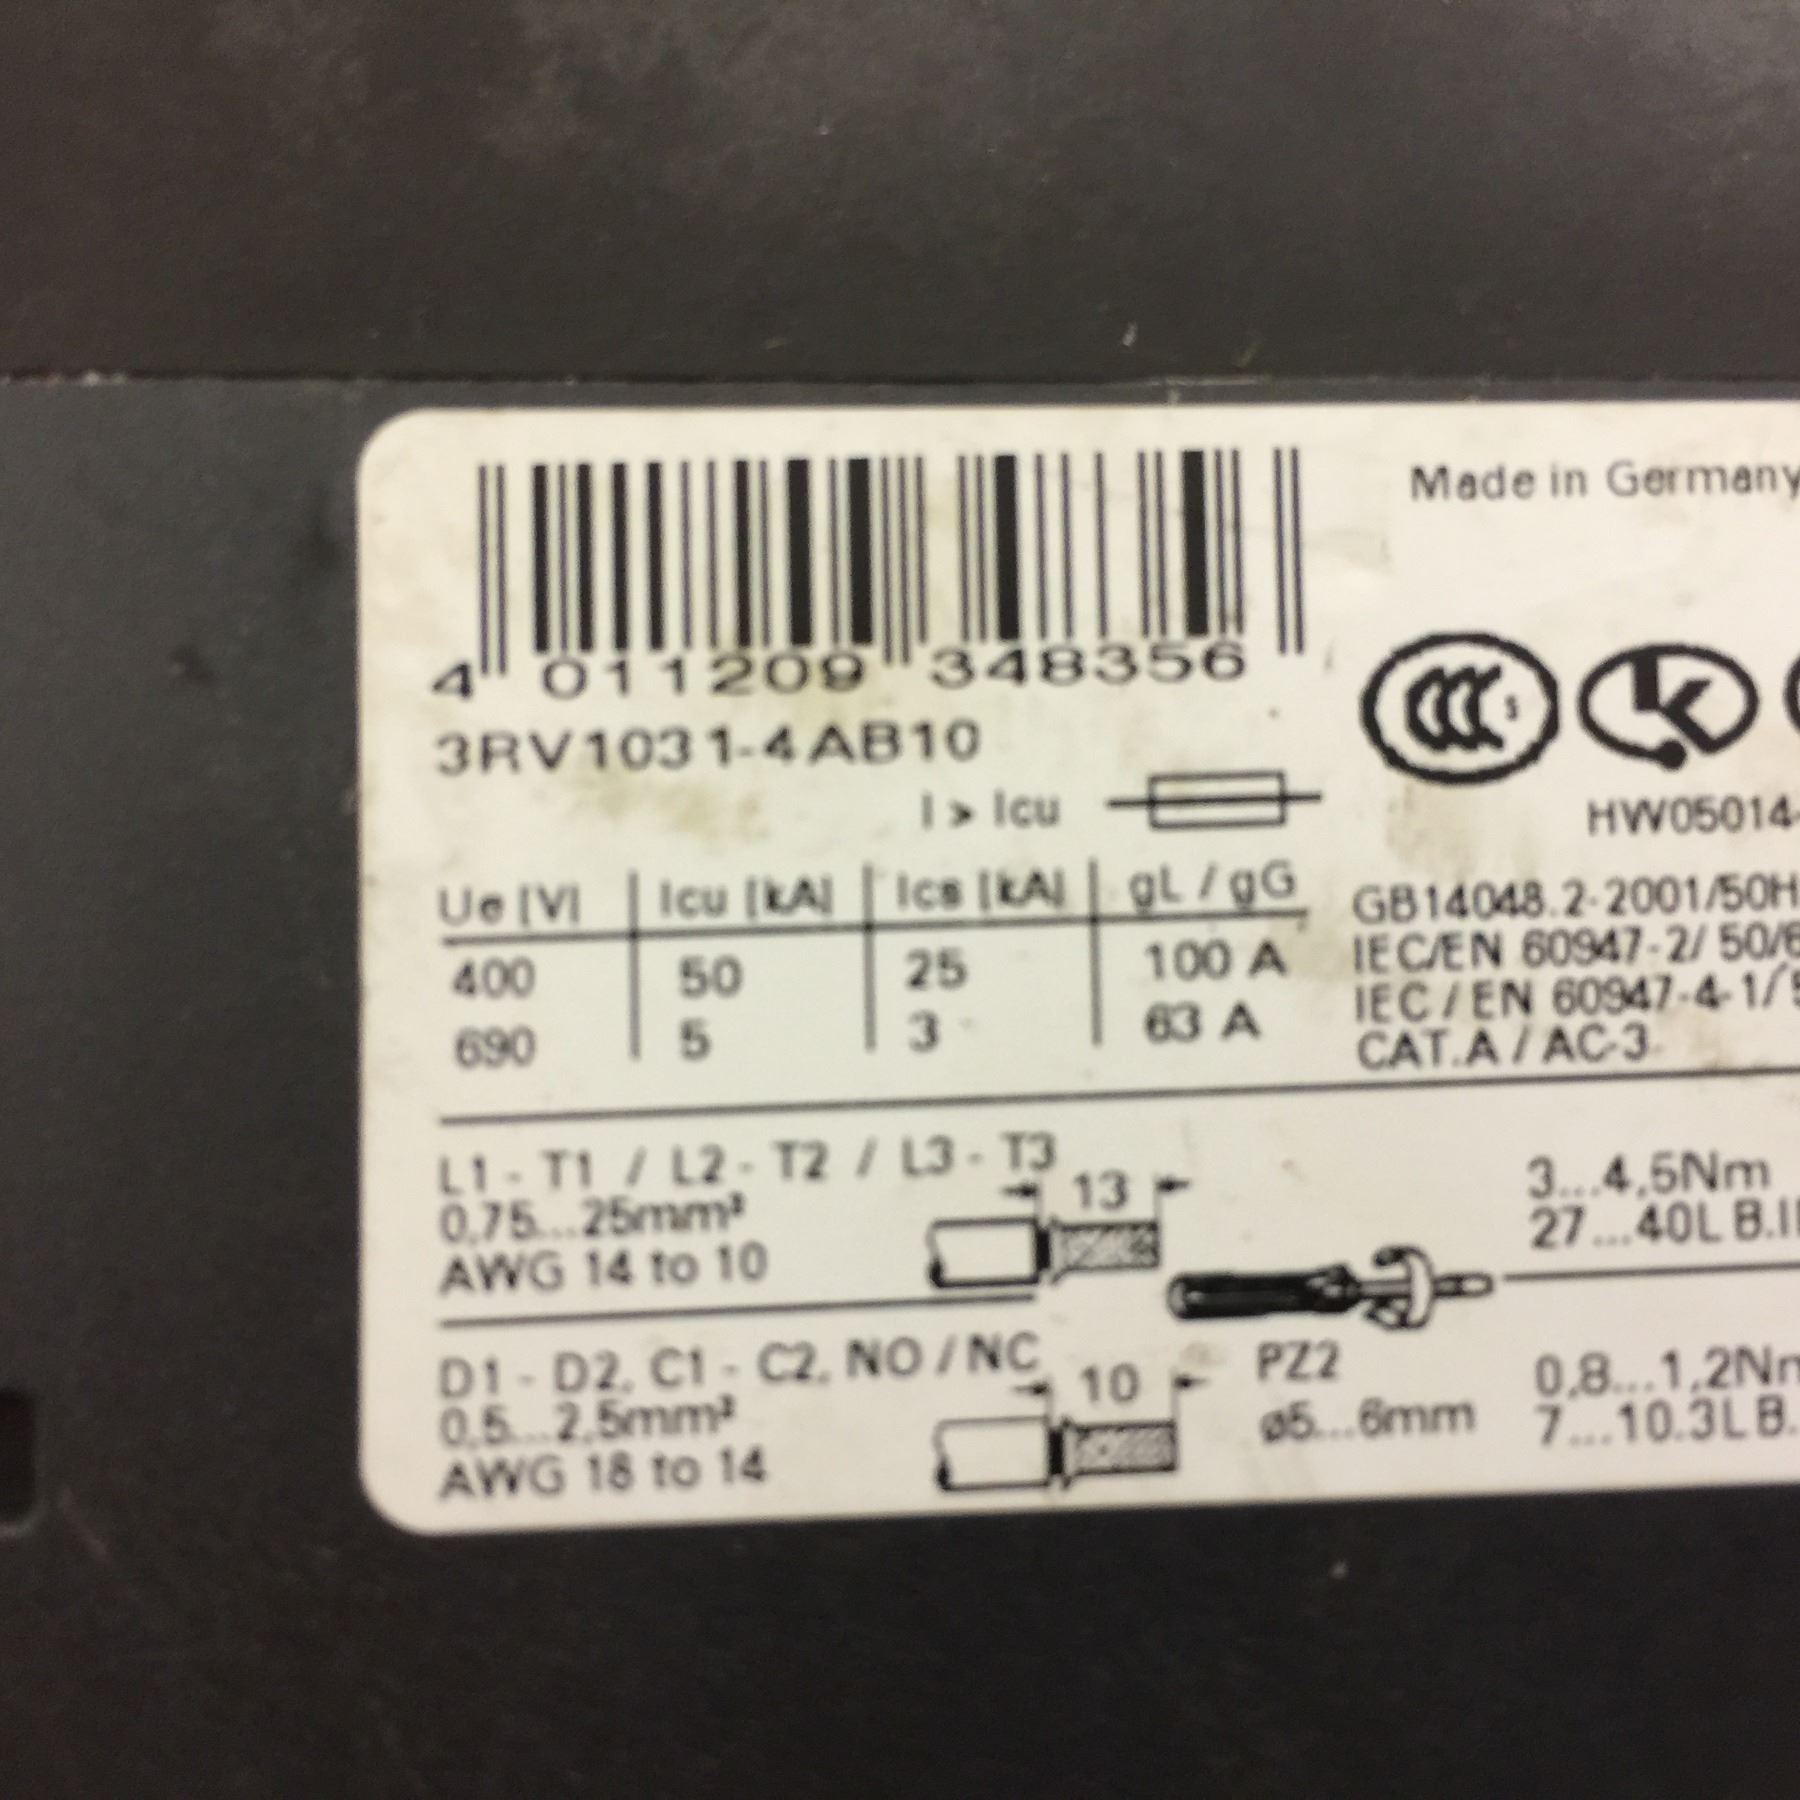 Made in Germany
4 011209 348356
3RV1031-4AB10
I > Icu
HW05014-
Ue [V] Icu [kA] Ics [kA] gL / gG
400 50 25 100 A
690 5 3 63 A
GB14048.2-2001/50H
IEC/EN 60947-2/ 50/6
IEC / EN 60947-4-1/ 5
CAT.A / AC-3
L1 - T1 / L2 - T2 / L3 - T3
0,75...25mm²
AWG 14 to 10
13
3...4,5Nm
27...40LB.I
D1 - D2, C1 - C2, NO / NC
0,5...2,5mm²
AWG 18 to 14
10
PZ2
ø5...6mm
0,8...1,2Nm
7...10.3LB.